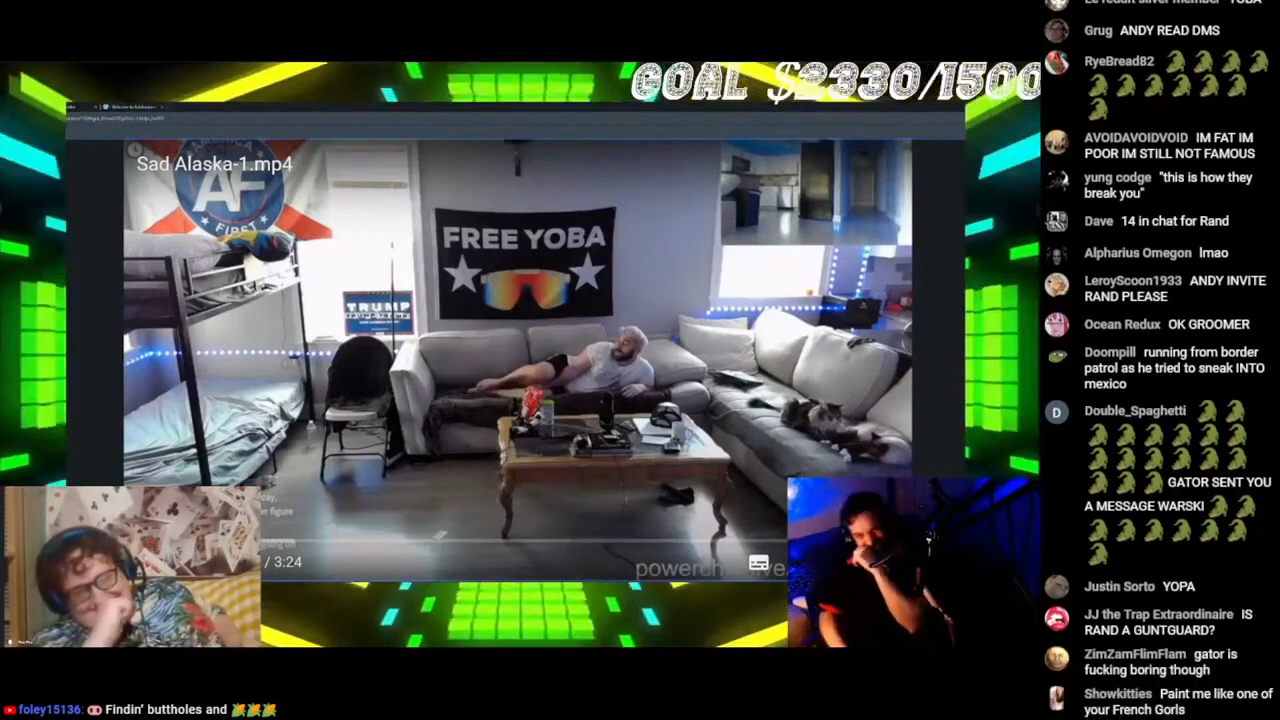 GOAL $2330/1500
Sad Alaska-1.mp4
AF
FIRST
FREE YOBA
TRUMP
/ 3:24
foley15136: Findin' buttholes and
Grug ANDY READ DMS
RyeBread82
AVOIDAVOIDVOID IM FAT IM
POOR IM STILL NOT FAMOUS
yung codge "this is how they
break you"
Dave 14 in chat for Rand
Alpharius Omegon lmao
LeroyScoon1933 ANDY INVITE
RAND PLEASE
Ocean Redux OK GROOMER
Doompill running from border
patrol as he tried to sneak INTO
mexico
D
Double_Spaghetti
GATOR SENT YOU
A MESSAGE WARSKI
Justin Sorto YOPA
JJ the Trap Extraordinaire IS
RAND A GUNTGUARD?
ZimZamFlimFlam gator is
fucking boring though
Showkitties Paint me like one of
your French Gorls